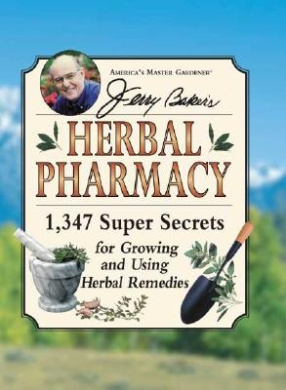 AMERICA'S MASTER GARDENER®
Jerry Baker's
HERBAL
PHARMACY
1,347 Super Secrets
for Growing
and Using
Herbal Remedies